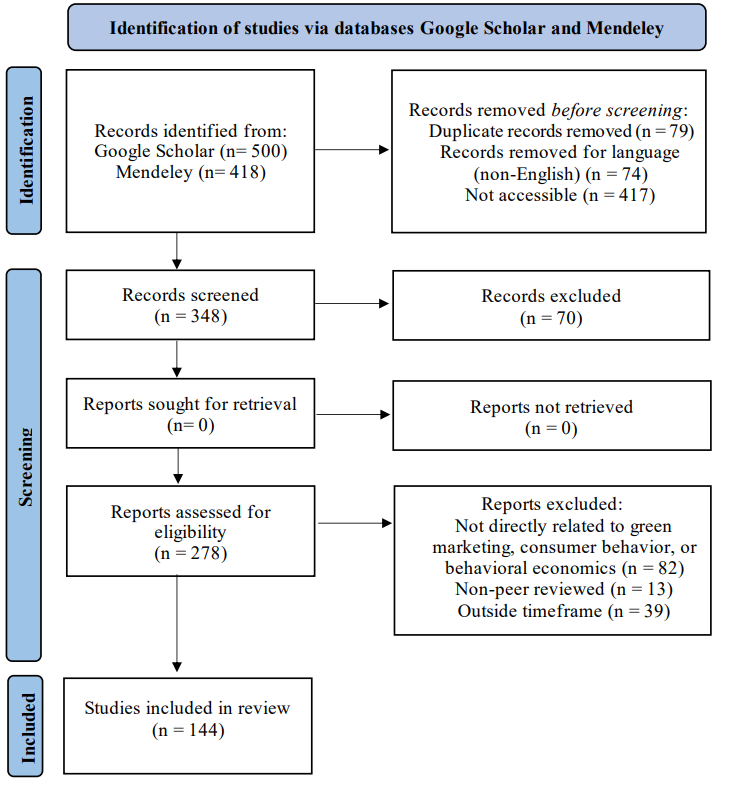 Identification of studies via databases Google Scholar and Mendeley
Identification
Records identified from:
Google Scholar (n= 500)
Mendeley (n= 418)
Records removed before screening:
Duplicate records removed (n = 79)
Records removed for language
(non-English) (n = 74)
Not accessible (n = 417)
Screening
Records screened
(n = 348)
Records excluded
(n = 70)
Reports sought for retrieval
(n= 0)
Reports not retrieved
(n = 0)
Reports assessed for
eligibility
(n = 278)
Reports excluded:
Not directly related to green
marketing, consumer behavior, or
behavioral economics (n = 82)
Non-peer reviewed (n = 13)
Outside timeframe (n = 39)
Included
Studies included in review
(n = 144)